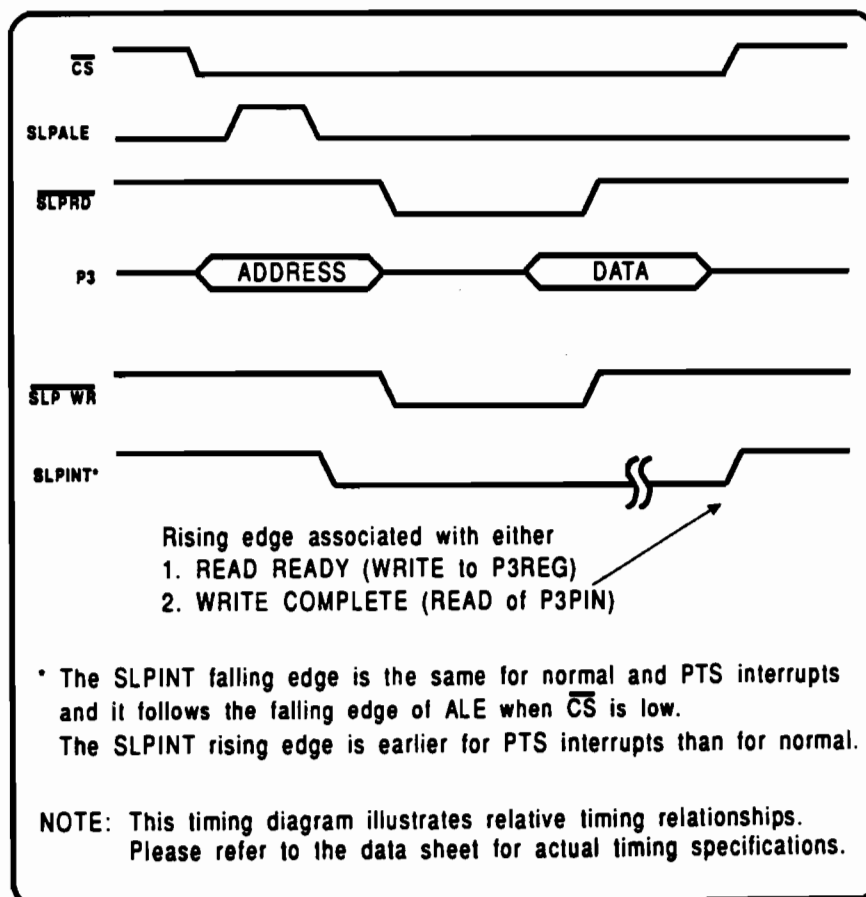 CS
SLPALE
SLPRD
P3 ADDRESS DATA
SLP WR
SLPINT*
Rising edge associated with either
1. READ READY (WRITE to P3REG)
2. WRITE COMPLETE (READ of P3PIN)
* The SLPINT falling edge is the same for normal and PTS interrupts
and it follows the falling edge of ALE when CS is low.
The SLPINT rising edge is earlier for PTS interrupts than for normal.
NOTE: This timing diagram illustrates relative timing relationships.
Please refer to the data sheet for actual timing specifications.